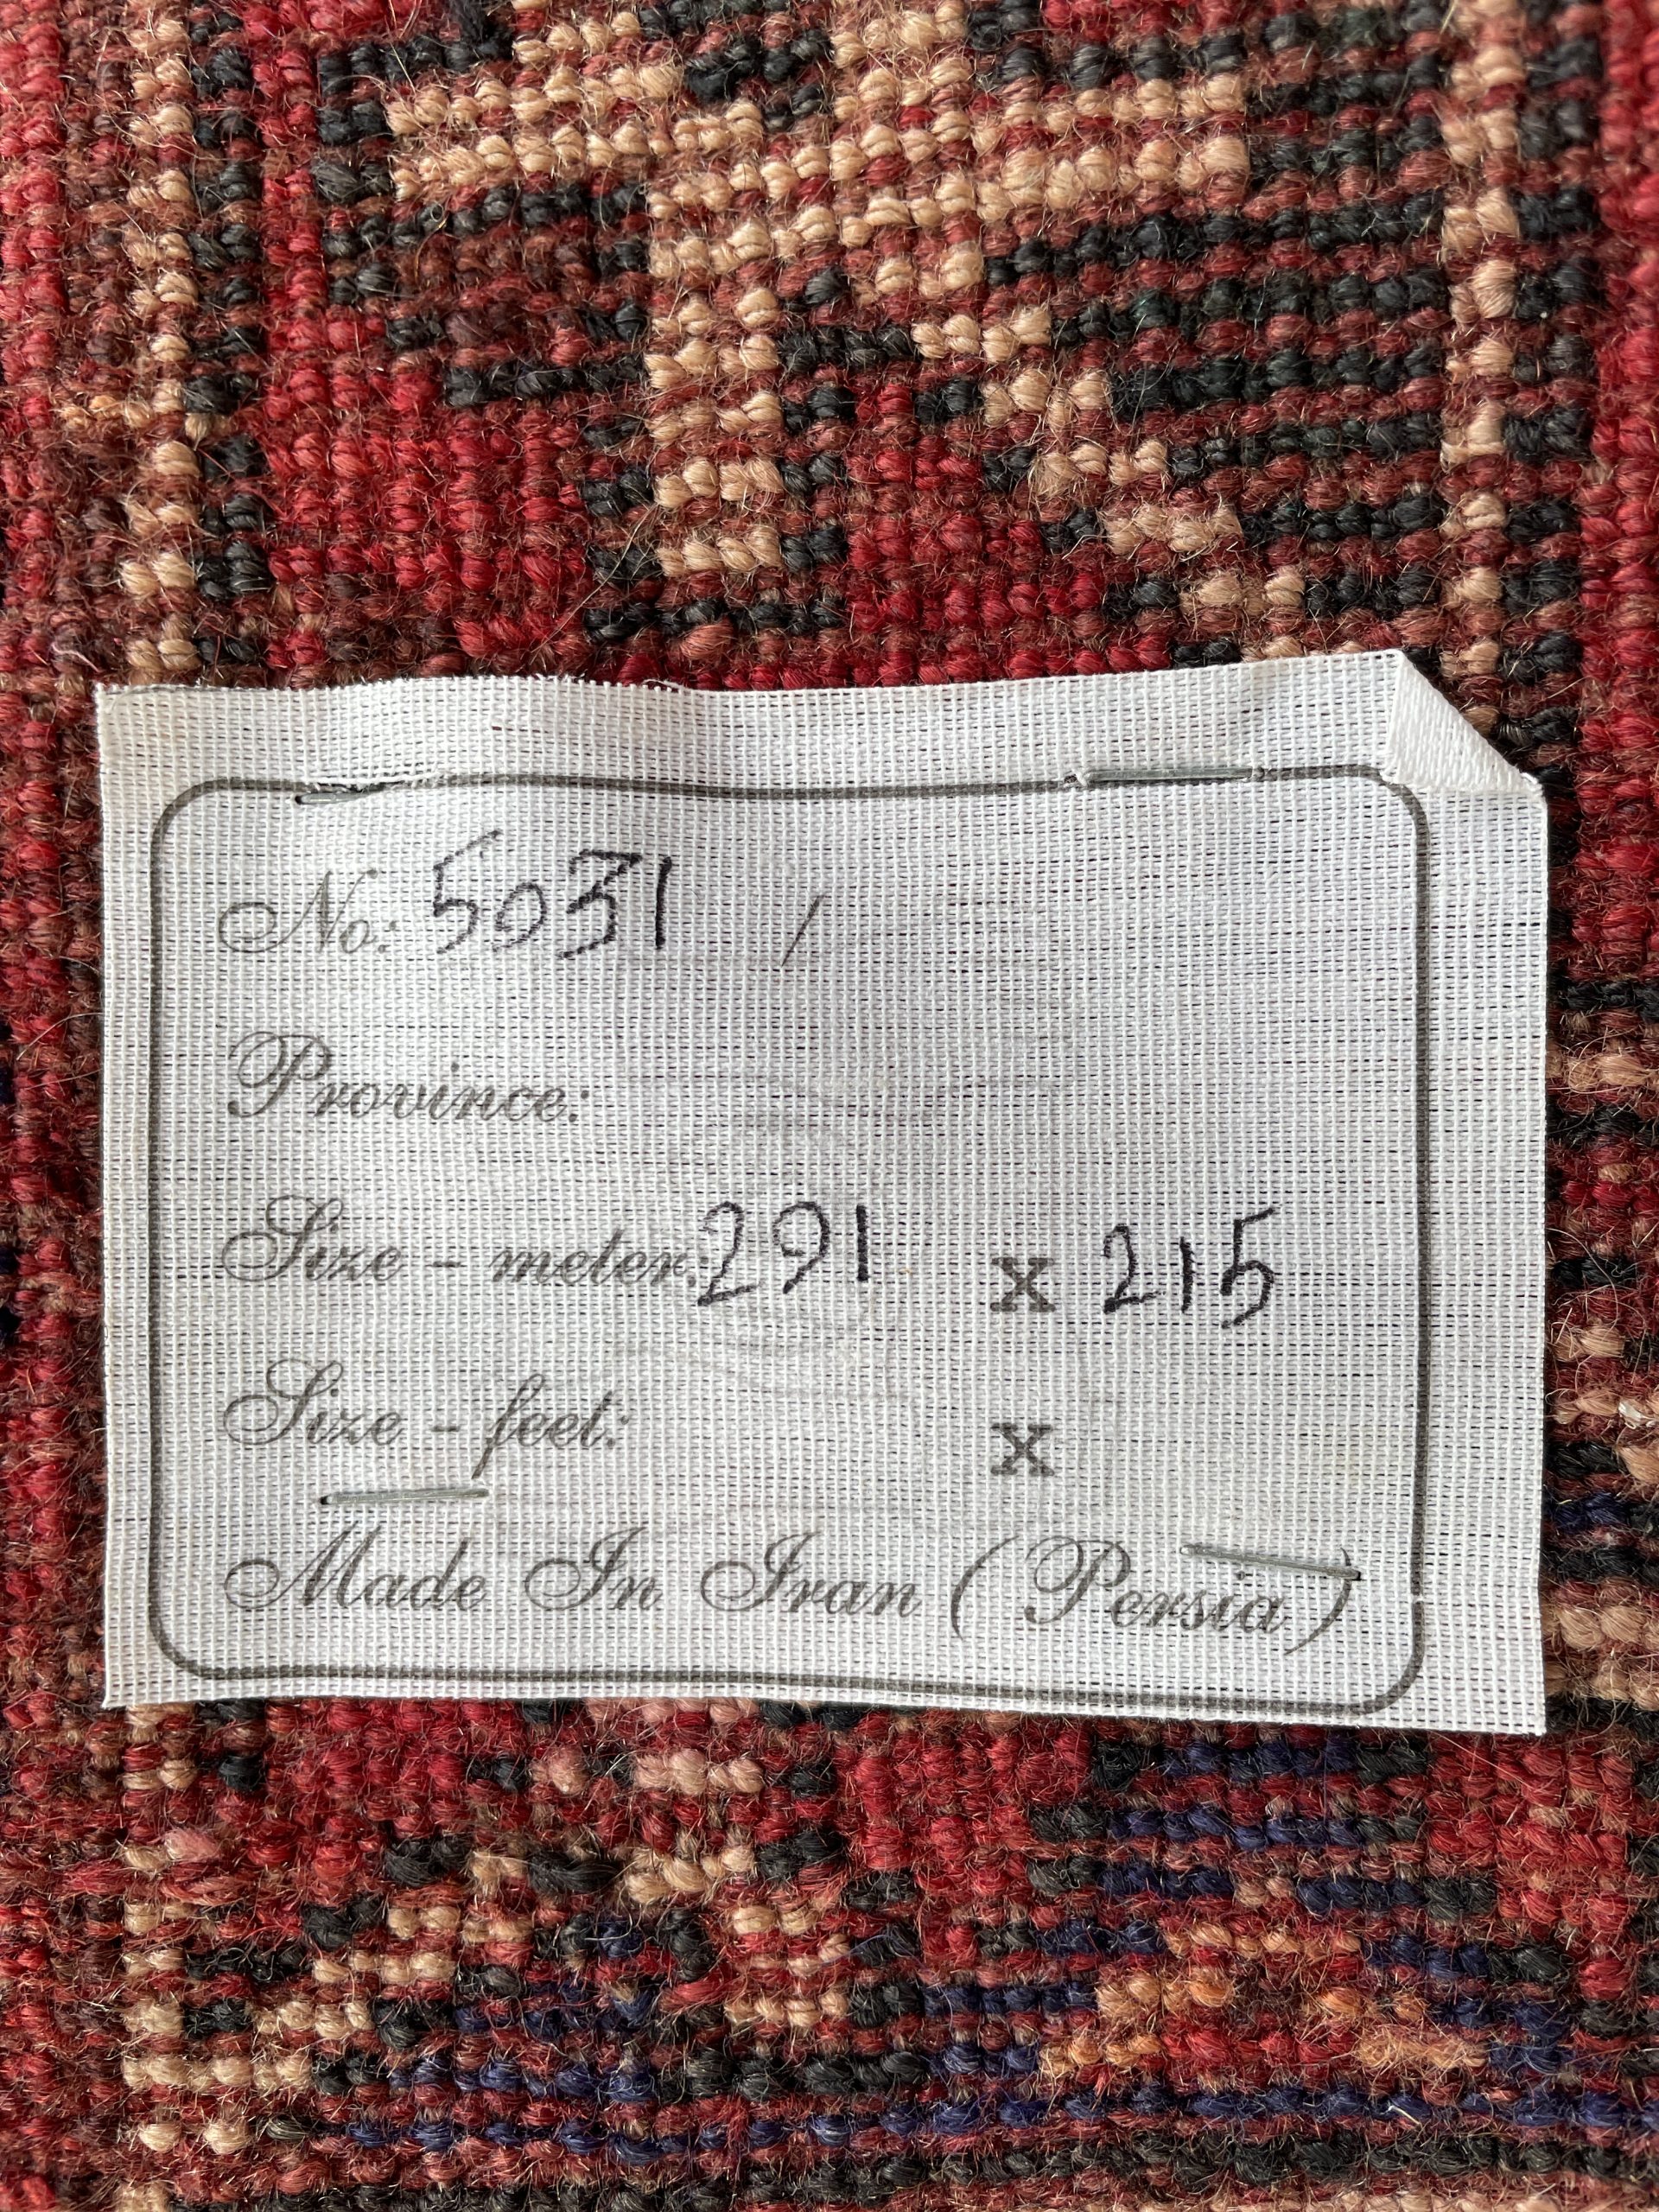 No: 5031 /
Province:
Size - meter: 291 x 215
Size - feet: x
Made In Iran (Persia)